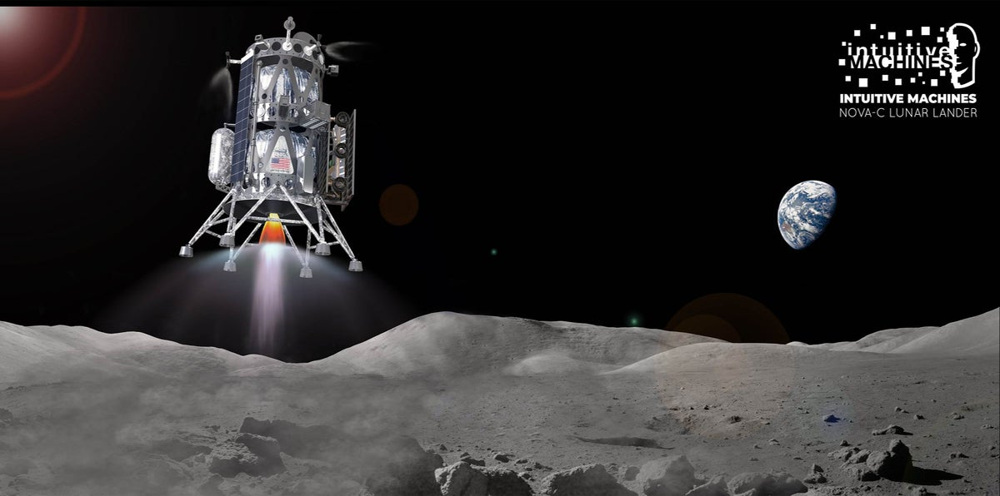 intuitive
MACHINES
INTUITIVE MACHINES
NOVA-C LUNAR LANDER